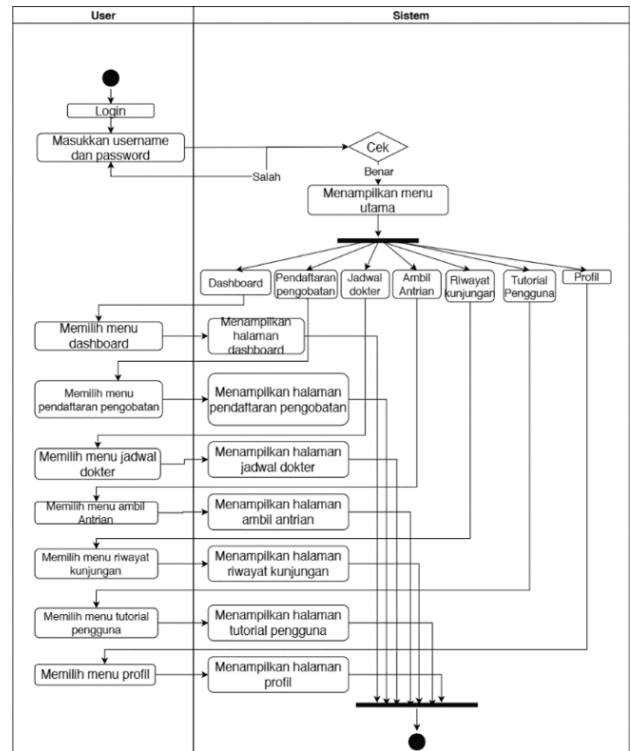 User
Sistem
Login
Masukkan username
dan password
Cek
Salah
Benar
Menampilkan menu
utama
Dashboard
Pendaftaran
pengobatan
Jadwal
dokter
Ambil
Antrian
Riwayat
kunjungan
Tutorial
Pengguna
Profil
Memilih menu
dashboard
Menampilkan
halaman
dashboard
Memilih menu
pendaftaran pengobatan
Menampilkan halaman
pendaftaran pengobatan
Memilih menu jadwal
dokter
Menampilkan halaman
jadwal dokter
Memilih menu ambil
Antrian
Menampilkan halaman
ambil antrian
Memilih menu riwayat
kunjungan
Menampilkan halaman
riwayat kunjungan
Memilih menu tutorial
pengguna
Menampilkan halaman
tutorial pengguna
Memilih menu profil
Menampilkan halaman
profil